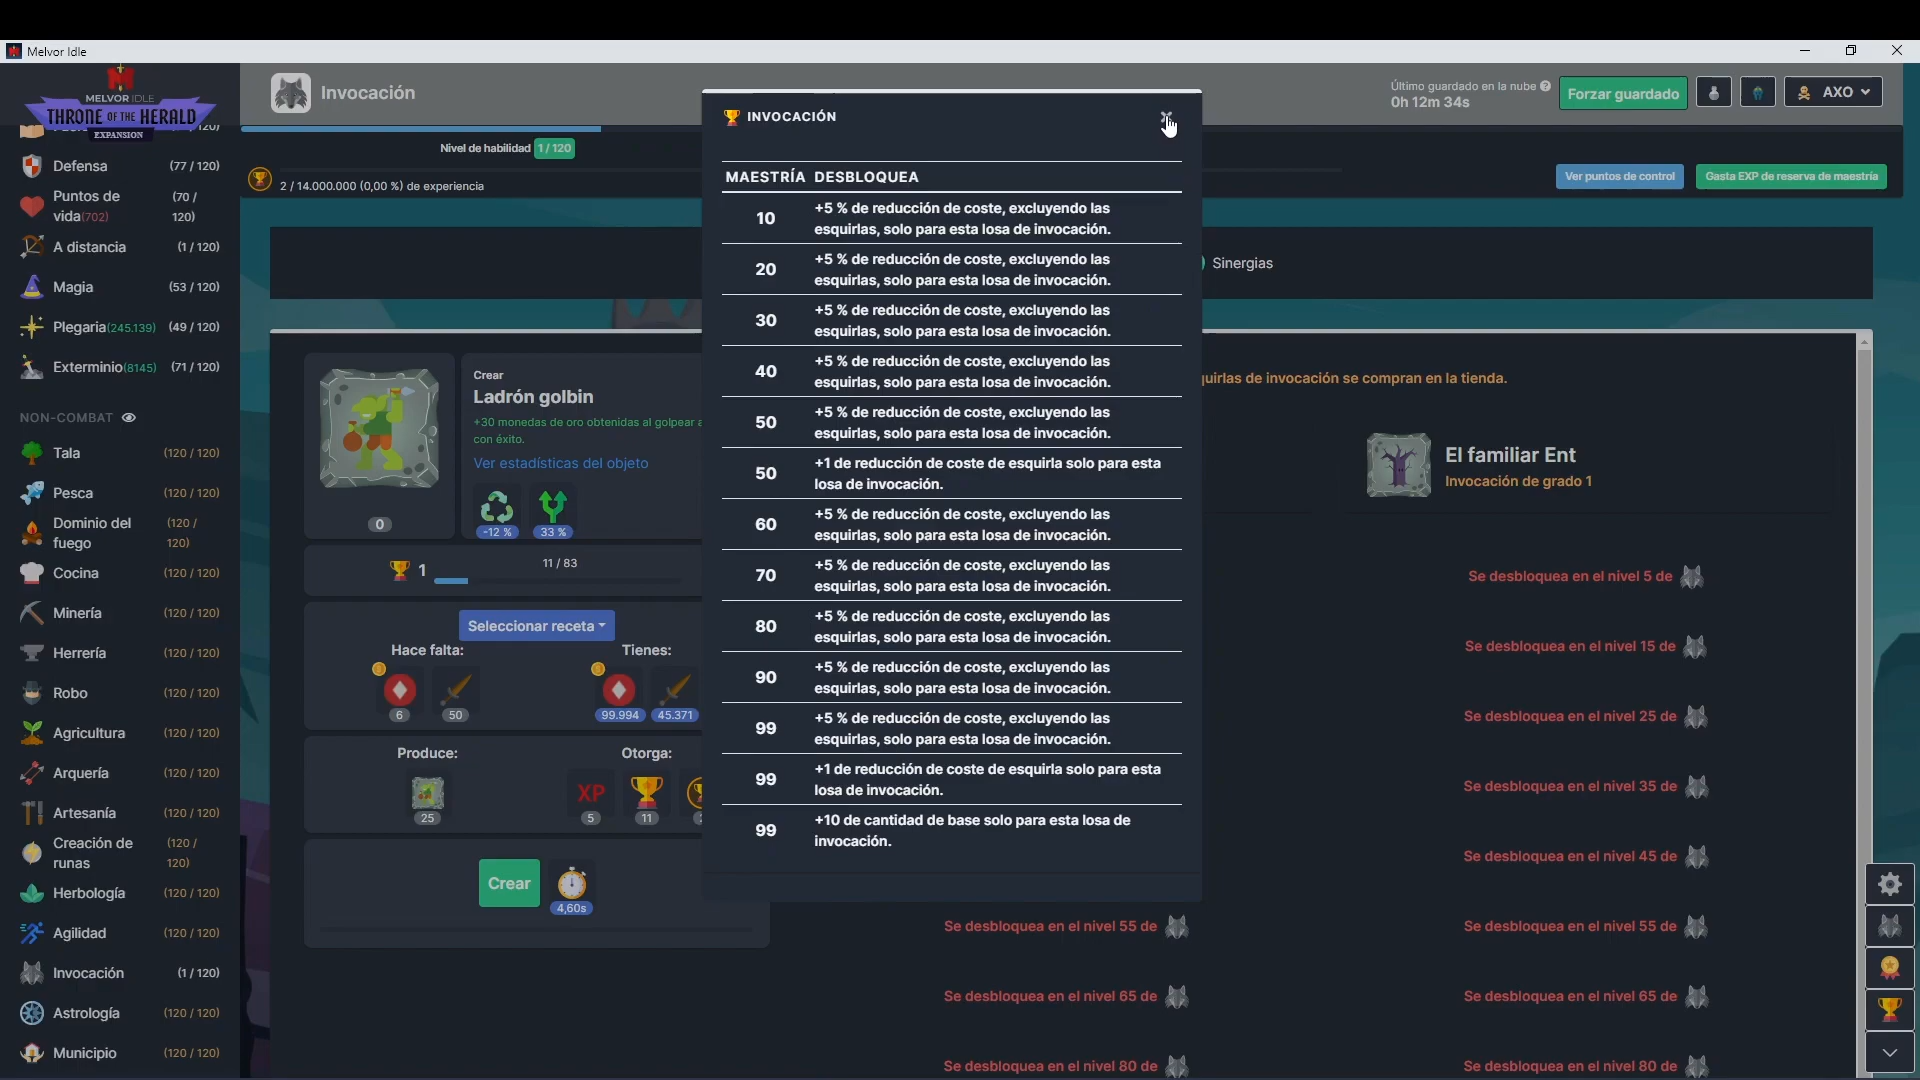 Melvor Idle
MELVOR IDLE
THRONE OF THE HERALD
EXPANSION
Defensa (77 / 120)
Puntos de vida(702) (70 / 120)
A distancia (1 / 120)
Magia (53 / 120)
Plegaria(245.139) (49 / 120)
Exterminio(8145) (71 / 120)
NON-COMBAT
Tala (120 / 120)
Pesca (120 / 120)
Dominio del fuego (120 / 120)
Cocina (120 / 120)
Minería (120 / 120)
Herrería (120 / 120)
Robo (120 / 120)
Agricultura (120 / 120)
Arquería (120 / 120)
Artesanía (120 / 120)
Creación de runas (120 / 120)
Herbología (120 / 120)
Agilidad (120 / 120)
Invocación (1 / 120)
Astrología (120 / 120)
Municipio (120 / 120)
Invocación
Último guardado en la nube
0h 12m 34s
Forzar guardado
AXO
Nivel de habilidad 1 / 120
2 / 14.000.000 (0,00 %) de experiencia
Ver puntos de control
Gasta EXP de reserva de maestría
Sinergias
Crear
Ladrón golbin
+30 monedas de oro obtenidas al golpear
con éxito.
Ver estadísticas del objeto
0
-12 %
33 %
1
11 / 83
Seleccionar receta
Hace falta:
Tienes:
6
50
99.994
45.371
Produce:
Otorga:
25
XP
5
11
Crear
4,60s
INVOCACIÓN
MAESTRÍA DESBLOQUEA
10 +5 % de reducción de coste, excluyendo las
esquirlas, solo para esta losa de invocación.
20 +5 % de reducción de coste, excluyendo las
esquirlas, solo para esta losa de invocación.
30 +5 % de reducción de coste, excluyendo las
esquirlas, solo para esta losa de invocación.
40 +5 % de reducción de coste, excluyendo las
esquirlas, solo para esta losa de invocación.
50 +5 % de reducción de coste, excluyendo las
esquirlas, solo para esta losa de invocación.
50 +1 de reducción de coste de esquirla solo para esta
losa de invocación.
60 +5 % de reducción de coste, excluyendo las
esquirlas, solo para esta losa de invocación.
70 +5 % de reducción de coste, excluyendo las
esquirlas, solo para esta losa de invocación.
80 +5 % de reducción de coste, excluyendo las
esquirlas, solo para esta losa de invocación.
90 +5 % de reducción de coste, excluyendo las
esquirlas, solo para esta losa de invocación.
99 +5 % de reducción de coste, excluyendo las
esquirlas, solo para esta losa de invocación.
99 +1 de reducción de coste de esquirla solo para esta
losa de invocación.
99 +10 de cantidad de base solo para esta losa de
invocación.
de invocación se compran en la tienda.
El familiar Ent
Invocación de grado 1
Se desbloquea en el nivel 5 de
Se desbloquea en el nivel 15 de
Se desbloquea en el nivel 25 de
Se desbloquea en el nivel 35 de
Se desbloquea en el nivel 45 de
Se desbloquea en el nivel 55 de
Se desbloquea en el nivel 55 de
Se desbloquea en el nivel 65 de
Se desbloquea en el nivel 65 de
Se desbloquea en el nivel 80 de
Se desbloquea en el nivel 80 de